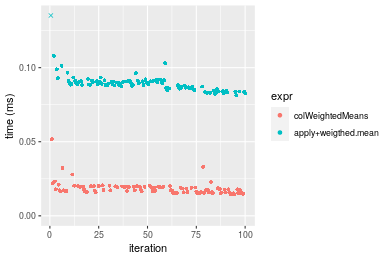 0.10
0.05
0.00
time (ms)
0
25
50
75
100
iteration
expr
colWeightedMeans
apply+weigthed.mean